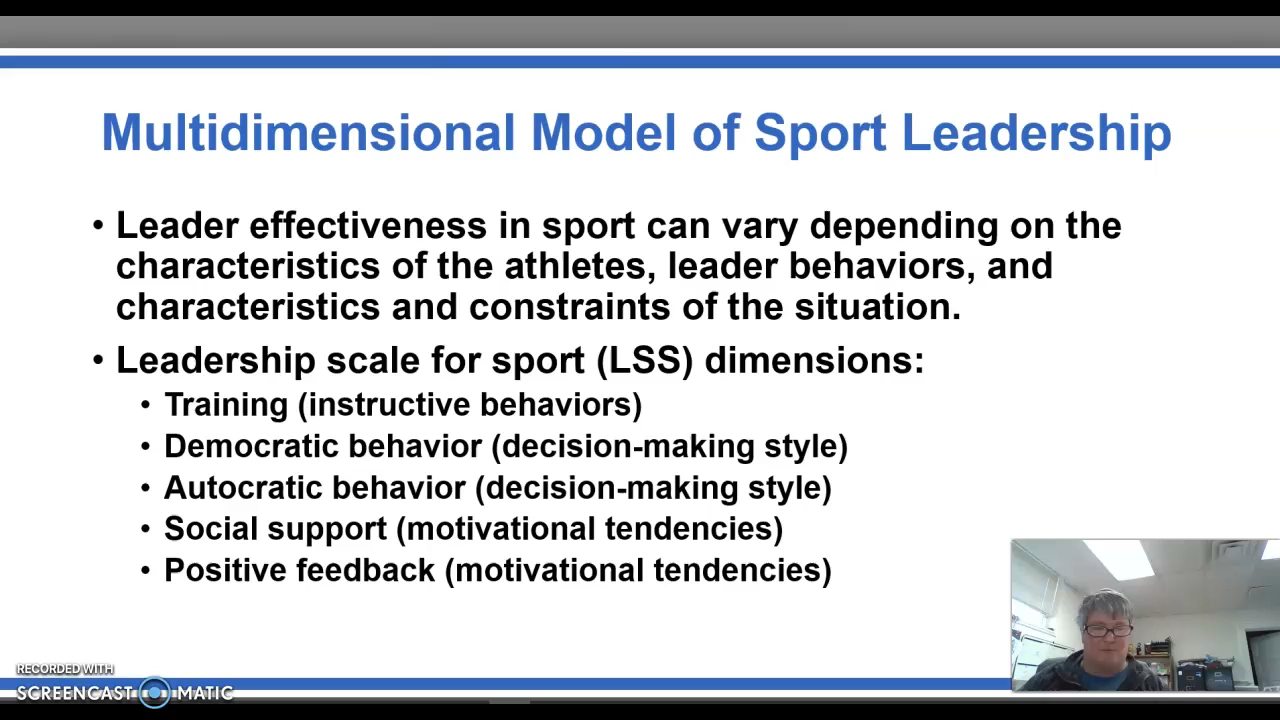 Multidimensional Model of Sport Leadership
• Leader effectiveness in sport can vary depending on the
characteristics of the athletes, leader behaviors, and
characteristics and constraints of the situation.
• Leadership scale for sport (LSS) dimensions:
• Training (instructive behaviors)
• Democratic behavior (decision-making style)
• Autocratic behavior (decision-making style)
• Social support (motivational tendencies)
• Positive feedback (motivational tendencies)
RECORDED WITH
SCREENCAST MATIC